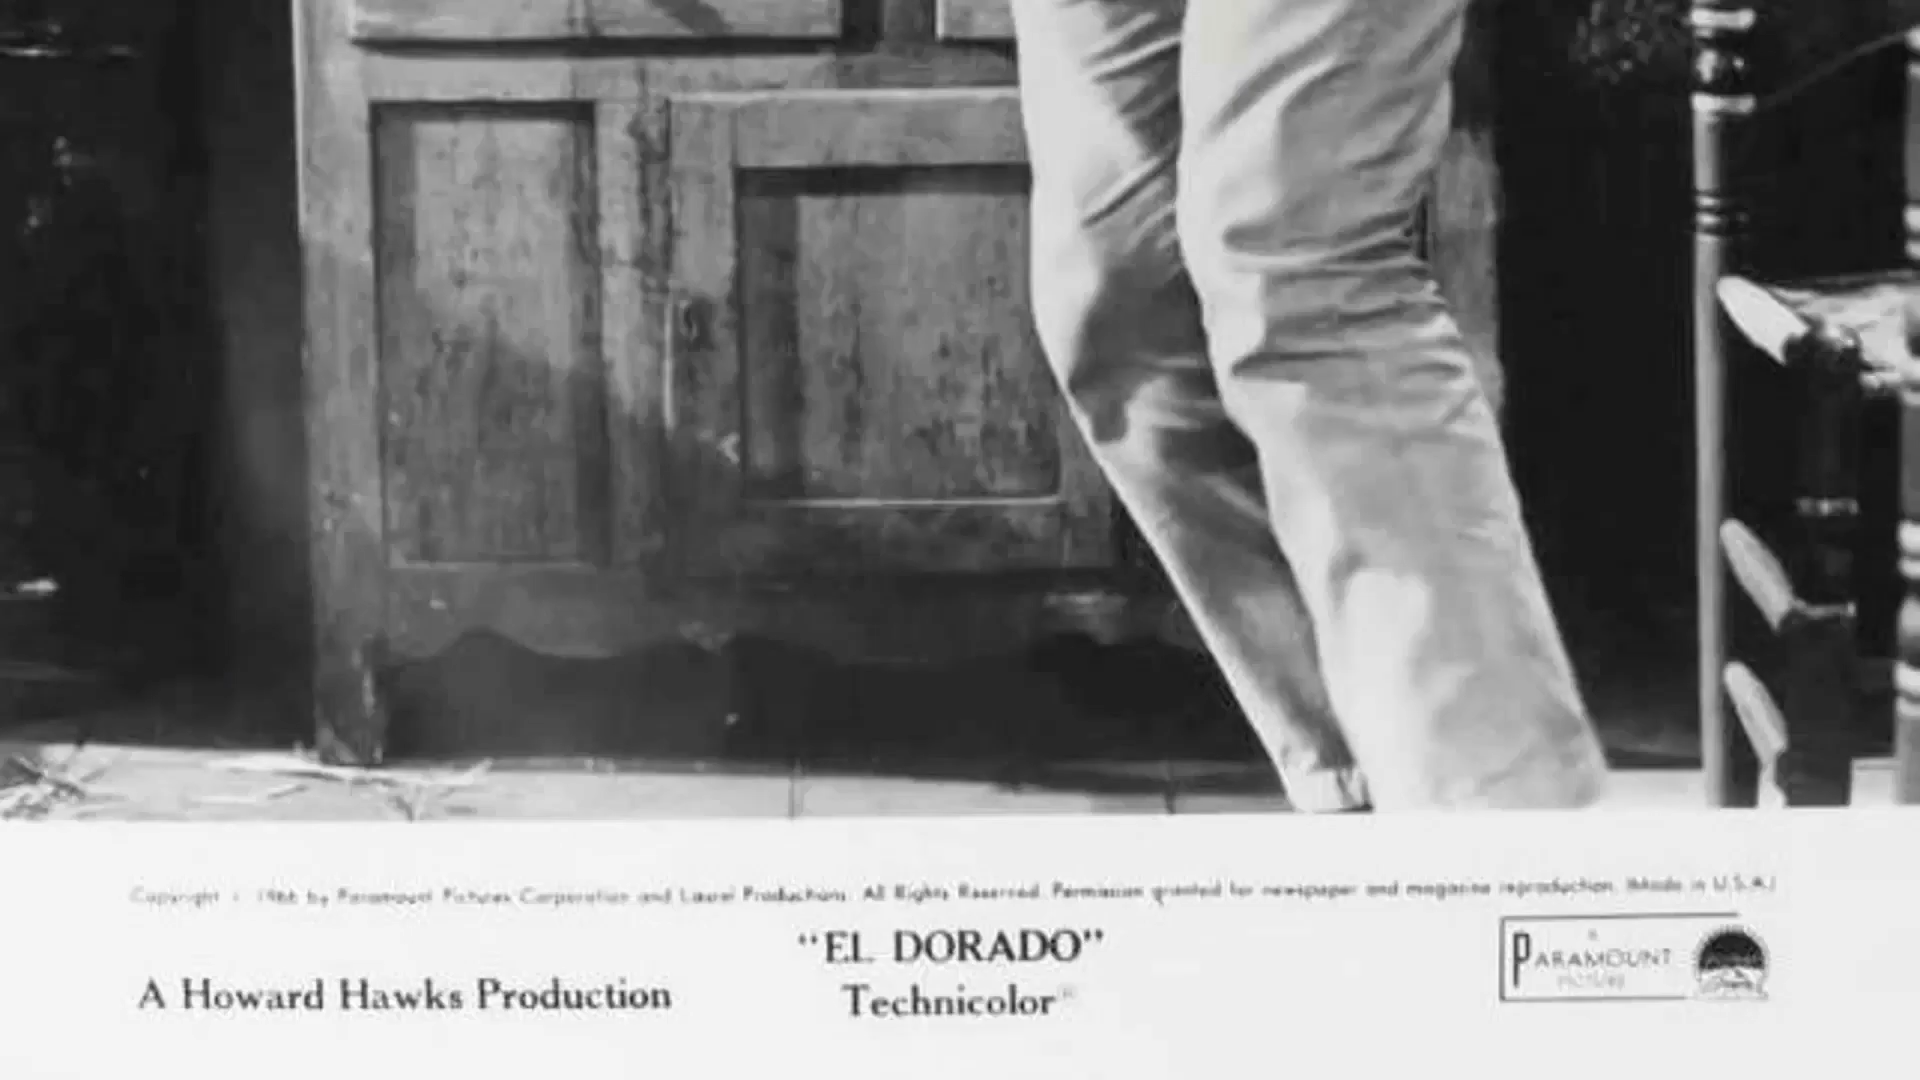 Copyright © 1966 by Paramount Pictures Corporation and Laurel Productions. All Rights Reserved. Permission granted for newspaper and magazine reproduction. (Made in U.S.A.)
"EL DORADO"
A Howard Hawks Production
Technicolor®
A
PARAMOUNT
PICTURE